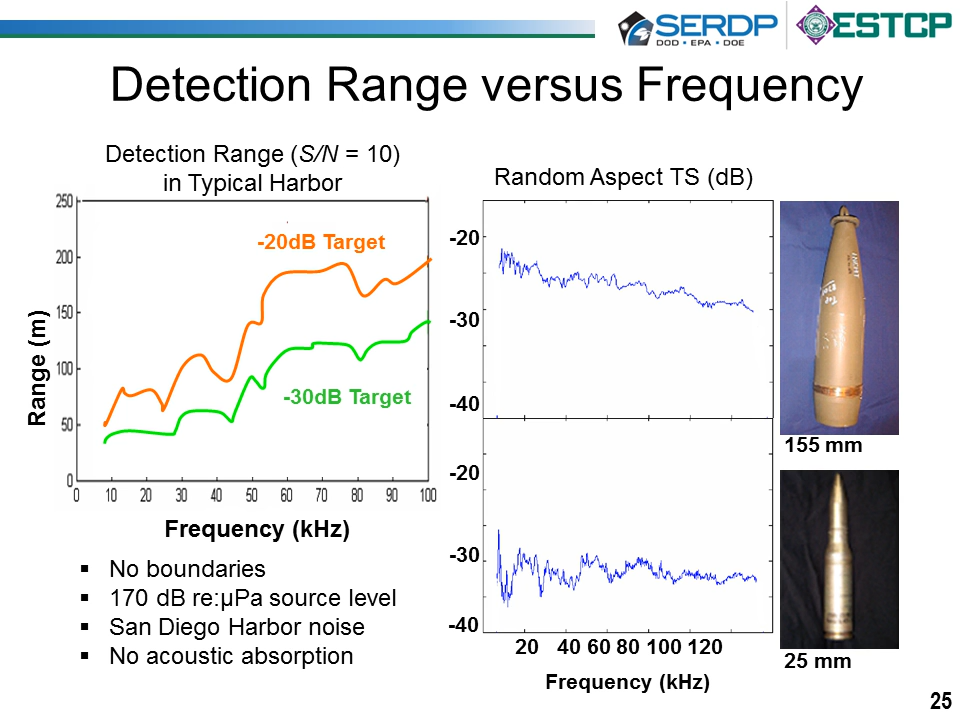 SERDP
DOD • EPA • DOE
ESTCP
Detection Range versus Frequency
Detection Range (S/N = 10)
in Typical Harbor
250
200
150
100
50
0
Range (m)
-20dB Target
-30dB Target
0 10 20 30 40 50 60 70 80 90 100
Frequency (kHz)
▪ No boundaries
▪ 170 dB re:µPa source level
▪ San Diego Harbor noise
▪ No acoustic absorption
Random Aspect TS (dB)
-20
-30
-40
-20
-30
-40
20 40 60 80 100 120
Frequency (kHz)
155 mm
25 mm
25